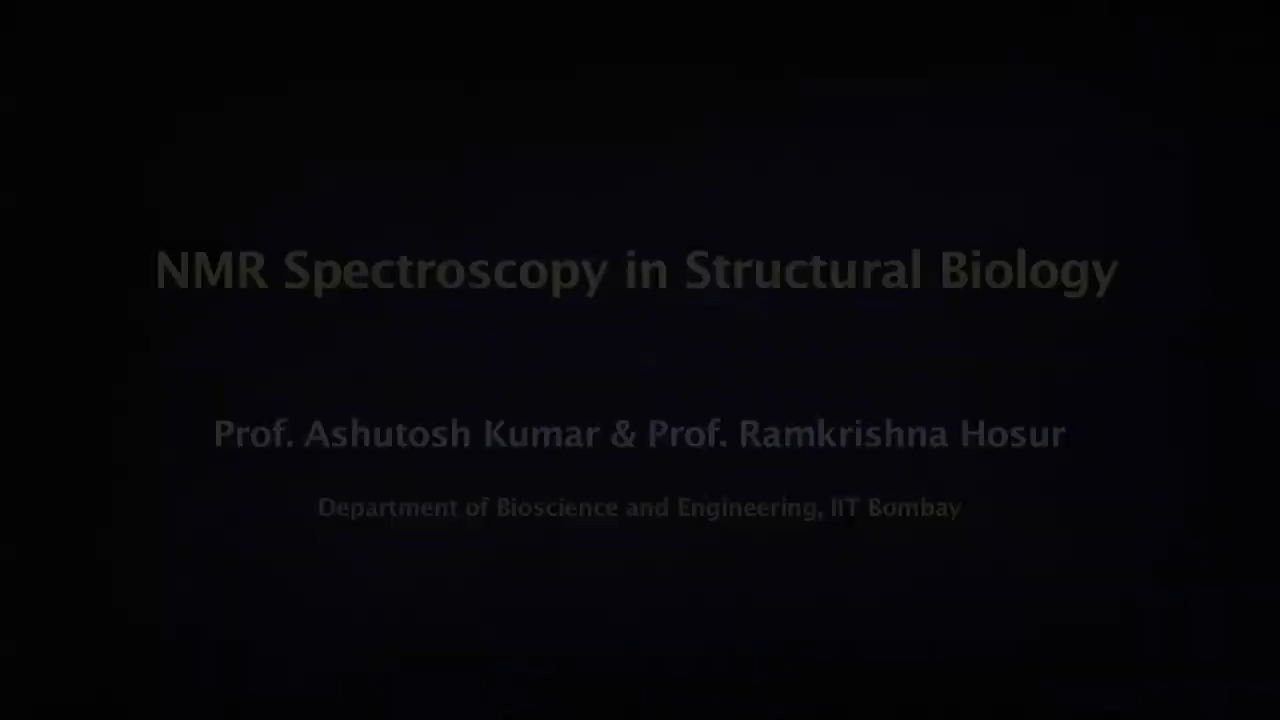 NMR Spectroscopy in Structural Biology
Prof. Ashutosh Kumar & Prof. Ramkrishna Hosur
Department of Bioscience and Engineering, IIT Bombay